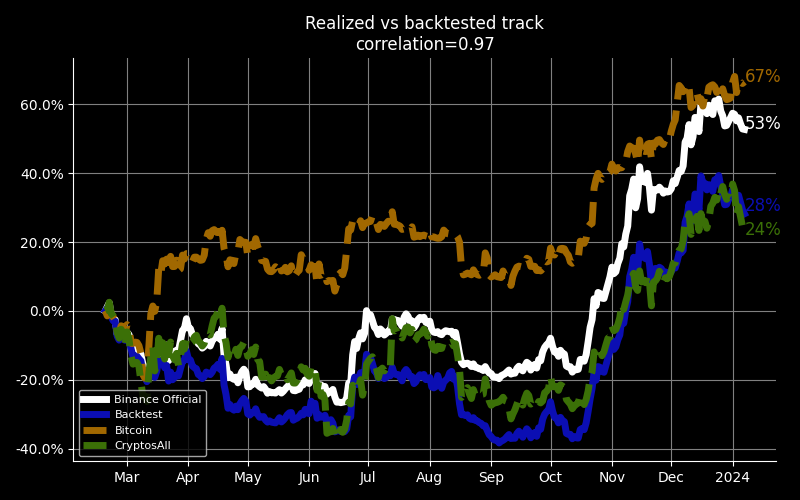 Realized vs backtested track
correlation=0.97
67%
60.0%
53%
40.0%
28%
24%
20.0%
0.0%
-20.0%
-40.0%
Binance Official
Backtest
Bitcoin
CryptosAll
Mar Apr May Jun Jul Aug Sep Oct Nov Dec 2024